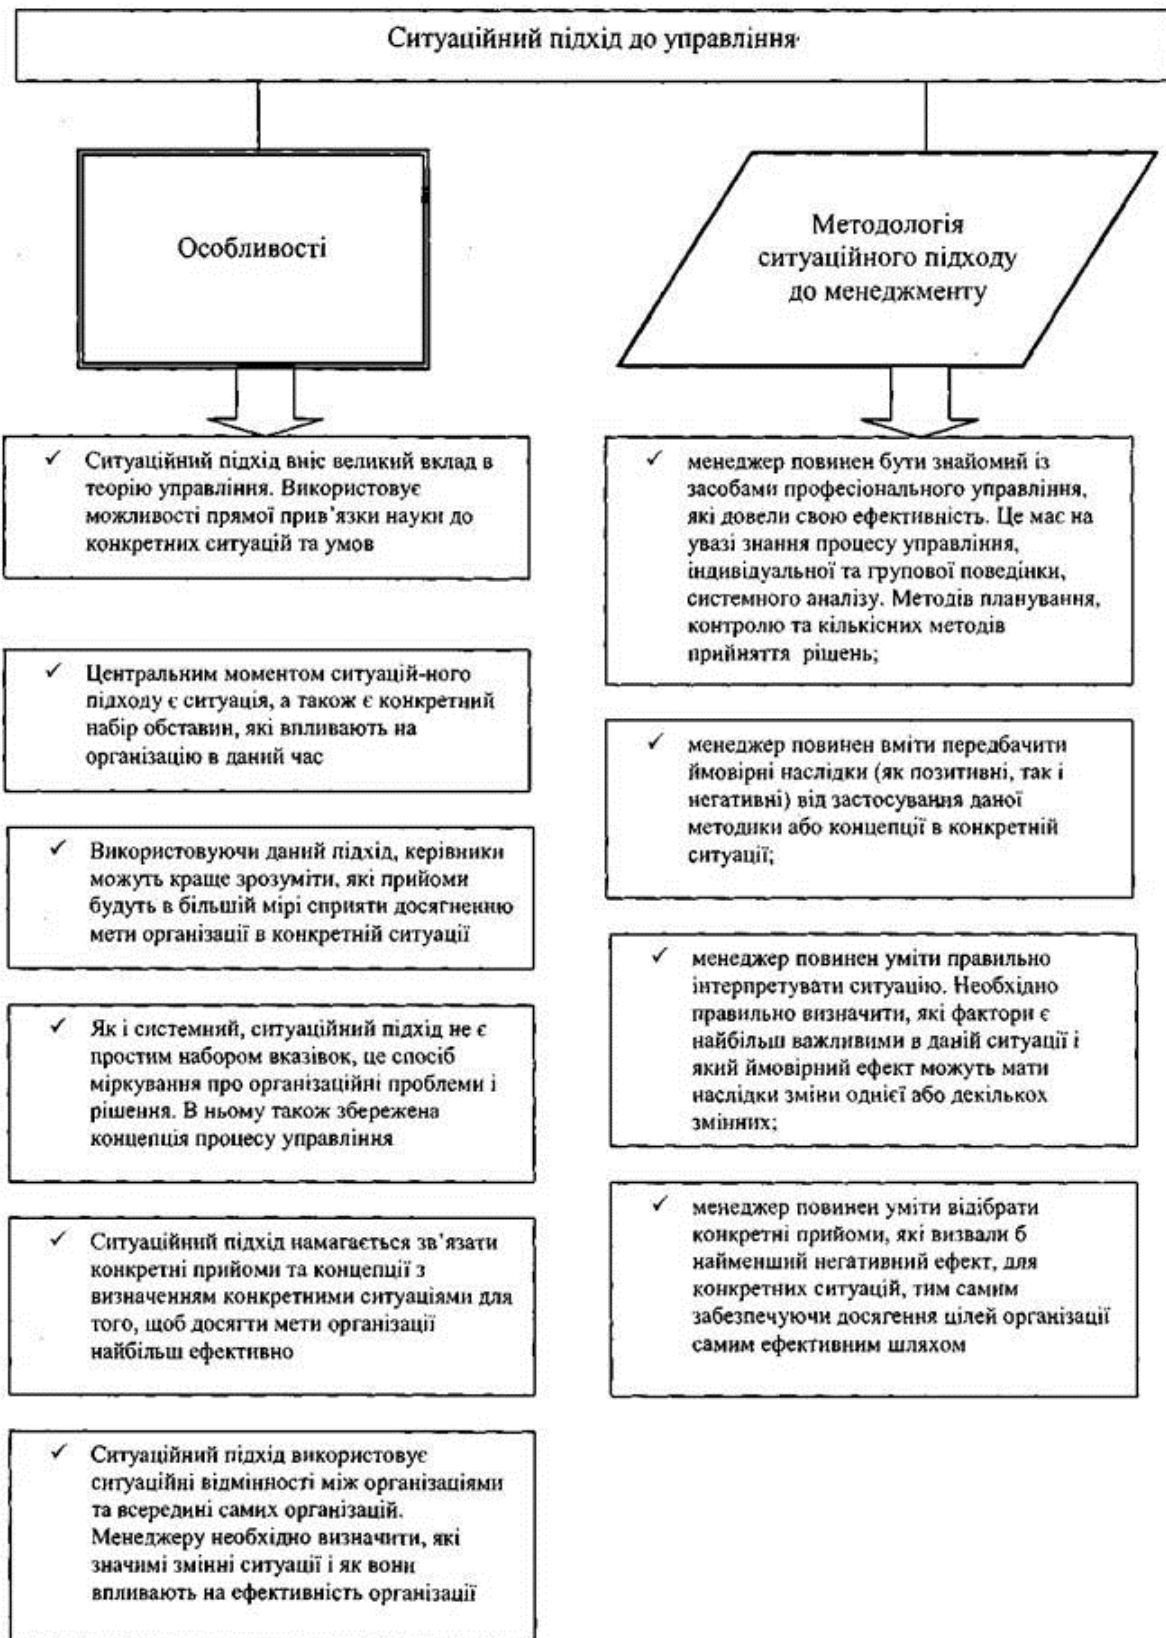 Ситуаційний підхід до управління
Особливості
Методологія
ситуаційного підходу
до менеджменту
✓ Ситуаційний підхід вніс великий вклад в
теорію управління. Використовує
можливості прямої прив’язки науки до
конкретних ситуацій та умов
✓ Центральним моментом ситуацій-ного
підходу є ситуація, а також є конкретний
набір обставин, які впливають на
організацію в даний час
✓ Використовуючи даний підхід, керівники
можуть краще зрозуміти, які прийоми
будуть в більшій мірі сприяти досягненню
мети організації в конкретній ситуації
✓ Як і системний, ситуаційний підхід не є
простим набором вказівок, це спосіб
міркування про організаційні проблеми і
рішення. В ньому також збережена
концепція процесу управління
✓ Ситуаційний підхід намагається зв’язати
конкретні прийоми та концепції з
визначенням конкретними ситуаціями для
того, щоб досягти мети організації
найбільш ефективно
✓ Ситуаційний підхід використовує
ситуаційні відмінності між організаціями
та всередині самих організацій.
Менеджеру необхідно визначити, які
значимі змінні ситуації і як вони
впливають на ефективність організації
✓ менеджер повинен бути знайомий із
засобами професіонального управління,
які довели свою ефективність. Це має на
увазі знання процесу управління,
індивідуальної та групової поведінки,
системного аналізу. Методів планування,
контролю та кількісних методів
прийняття рішень;
✓ менеджер повинен вміти передбачити
ймовірні наслідки (як позитивні, так і
негативні) від застосування даної
методики або концепції в конкретній
ситуації;
✓ менеджер повинен уміти правильно
інтерпретувати ситуацію. Необхідно
правильно визначити, які фактори є
найбільш важливими в даній ситуації і
який ймовірний ефект можуть мати
наслідки зміни однієї або декількох
змінних;
✓ менеджер повинен уміти відібрати
конкретні прийоми, які визвали б
найменший негативний ефект, для
конкретних ситуацій, тим самим
забезпечуючи досягення цілей організації
самим ефективним шляхом